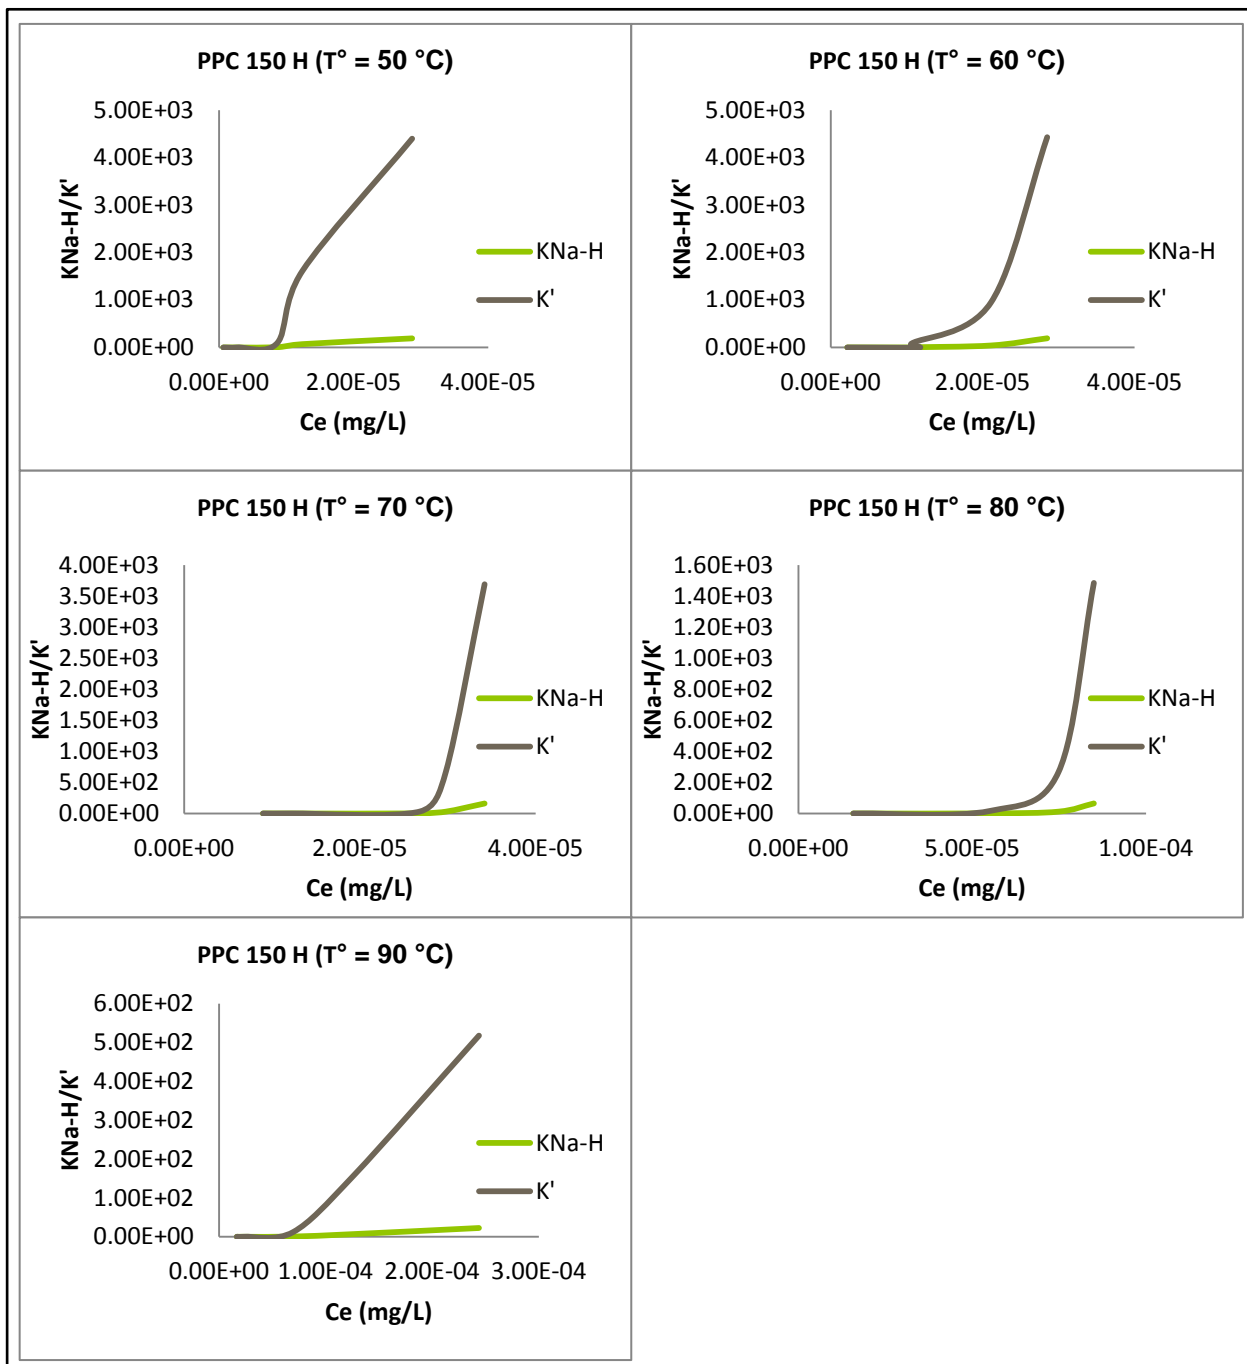 PPC 150 H (T° = 50 °C)
5.00E+03
4.00E+03
3.00E+03
2.00E+03
1.00E+03
0.00E+00
KNa-H/K'
KNa-H
K'
0.00E+00 2.00E-05 4.00E-05
Ce (mg/L)
PPC 150 H (T° = 60 °C)
5.00E+03
4.00E+03
3.00E+03
2.00E+03
1.00E+03
0.00E+00
KNa-H/K'
KNa-H
K'
0.00E+00 2.00E-05 4.00E-05
Ce (mg/L)
PPC 150 H (T° = 70 °C)
4.00E+03
3.50E+03
3.00E+03
2.50E+03
2.00E+03
1.50E+03
1.00E+03
5.00E+02
0.00E+00
KNa-H/K'
KNa-H
K'
0.00E+00 2.00E-05 4.00E-05
Ce (mg/L)
PPC 150 H (T° = 80 °C)
1.60E+03
1.40E+03
1.20E+03
1.00E+03
8.00E+02
6.00E+02
4.00E+02
2.00E+02
0.00E+00
KNa-H/K'
KNa-H
K'
0.00E+00 5.00E-05 1.00E-04
Ce (mg/L)
PPC 150 H (T° = 90 °C)
6.00E+02
5.00E+02
4.00E+02
3.00E+02
2.00E+02
1.00E+02
0.00E+00
KNa-H/K'
KNa-H
K'
0.00E+00 1.00E-04 2.00E-04 3.00E-04
Ce (mg/L)